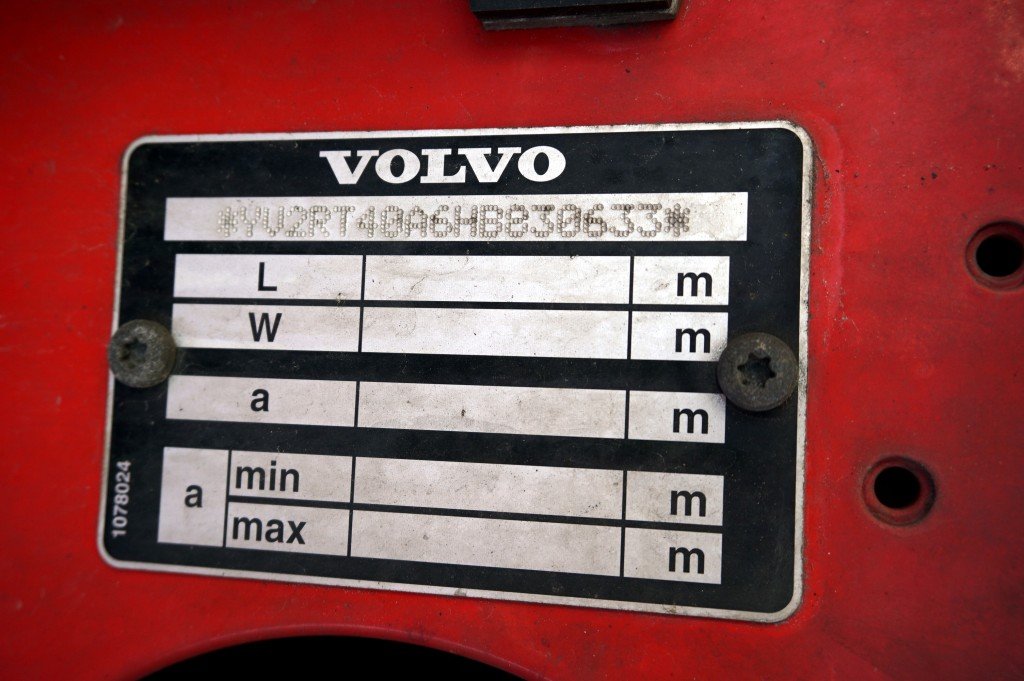 VOLVO
*YV2RT40A6HB830633*
L m
W m
a m
a min m
max m
1078024